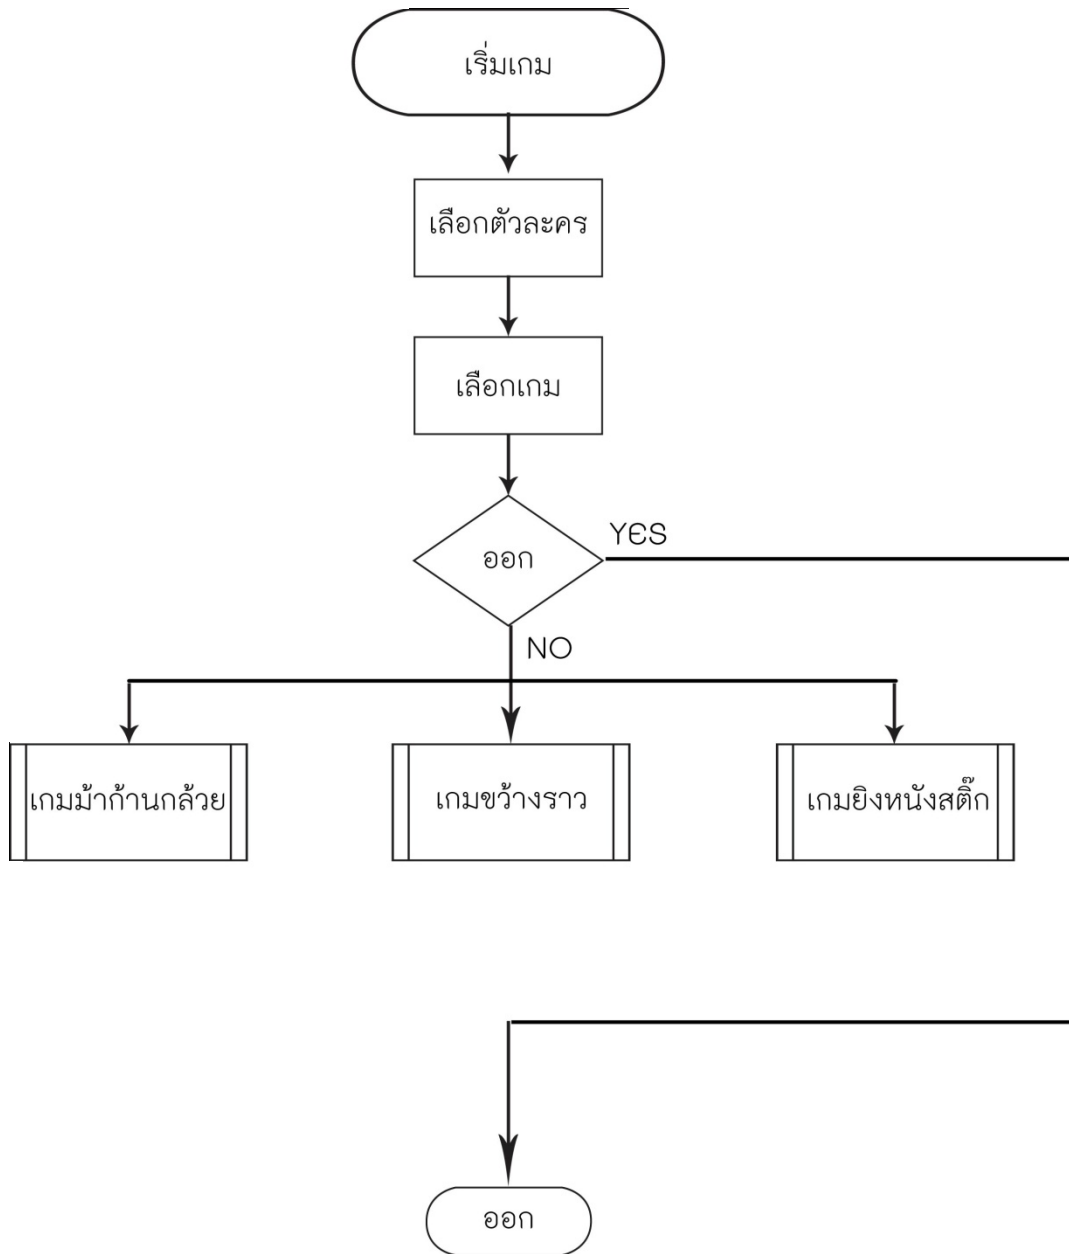 เริ่มเกม
เลือกตัวละคร
เลือกเกม
ออก
YES
NO
เกมม้าก้านกล้วย
เกมขว้างราว
เกมยิงหนังสติ๊ก
ออก